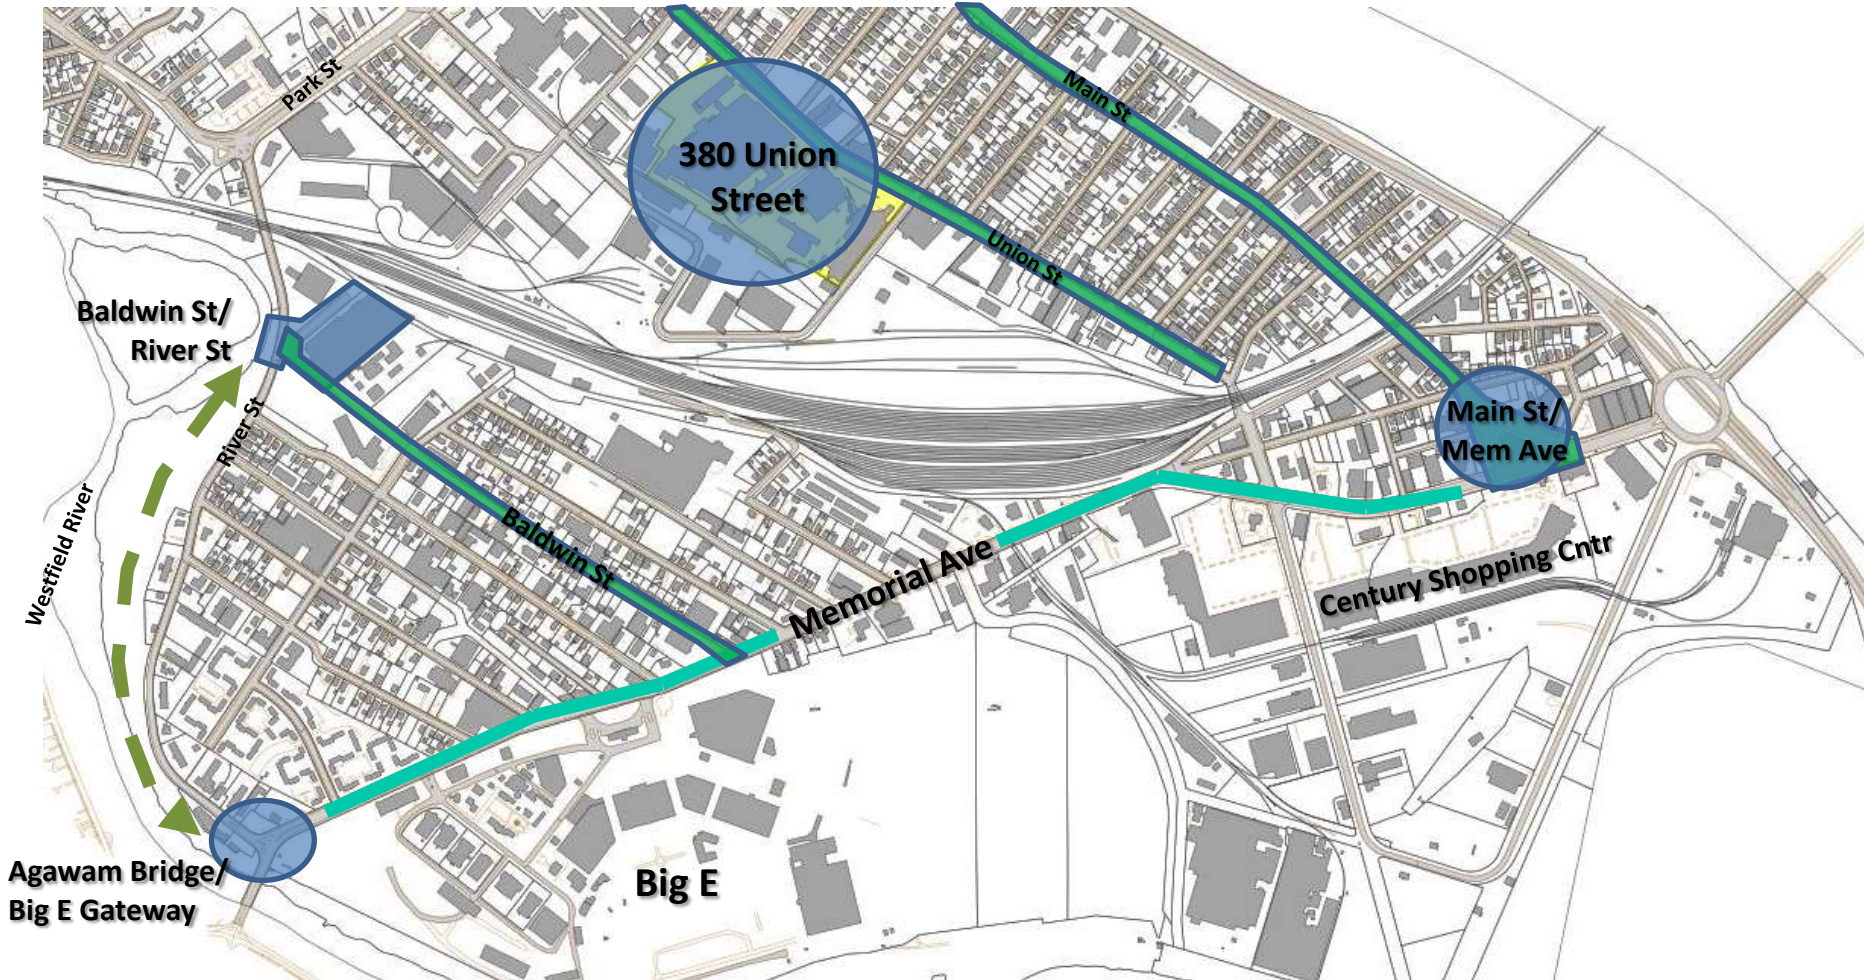 Park St
Main St
380 Union
Street
Union St
Baldwin St/
River St
River St
Main St/
Mem Ave
Westfield River
Baldwin St
Memorial Ave
Century Shopping Cntr
Agawam Bridge/
Big E Gateway
Big E